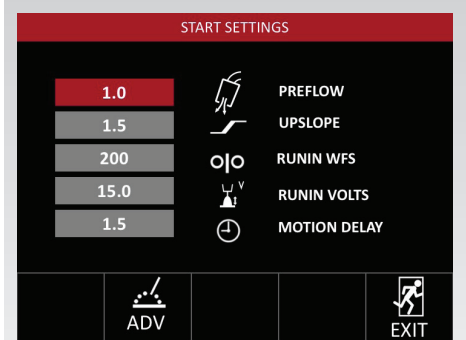 START SETTINGS
1.0 PREFLOW
1.5 UPSLOPE
200 RUNIN WFS
15.0 V RUNIN VOLTS
1.5 MOTION DELAY
ADV EXIT